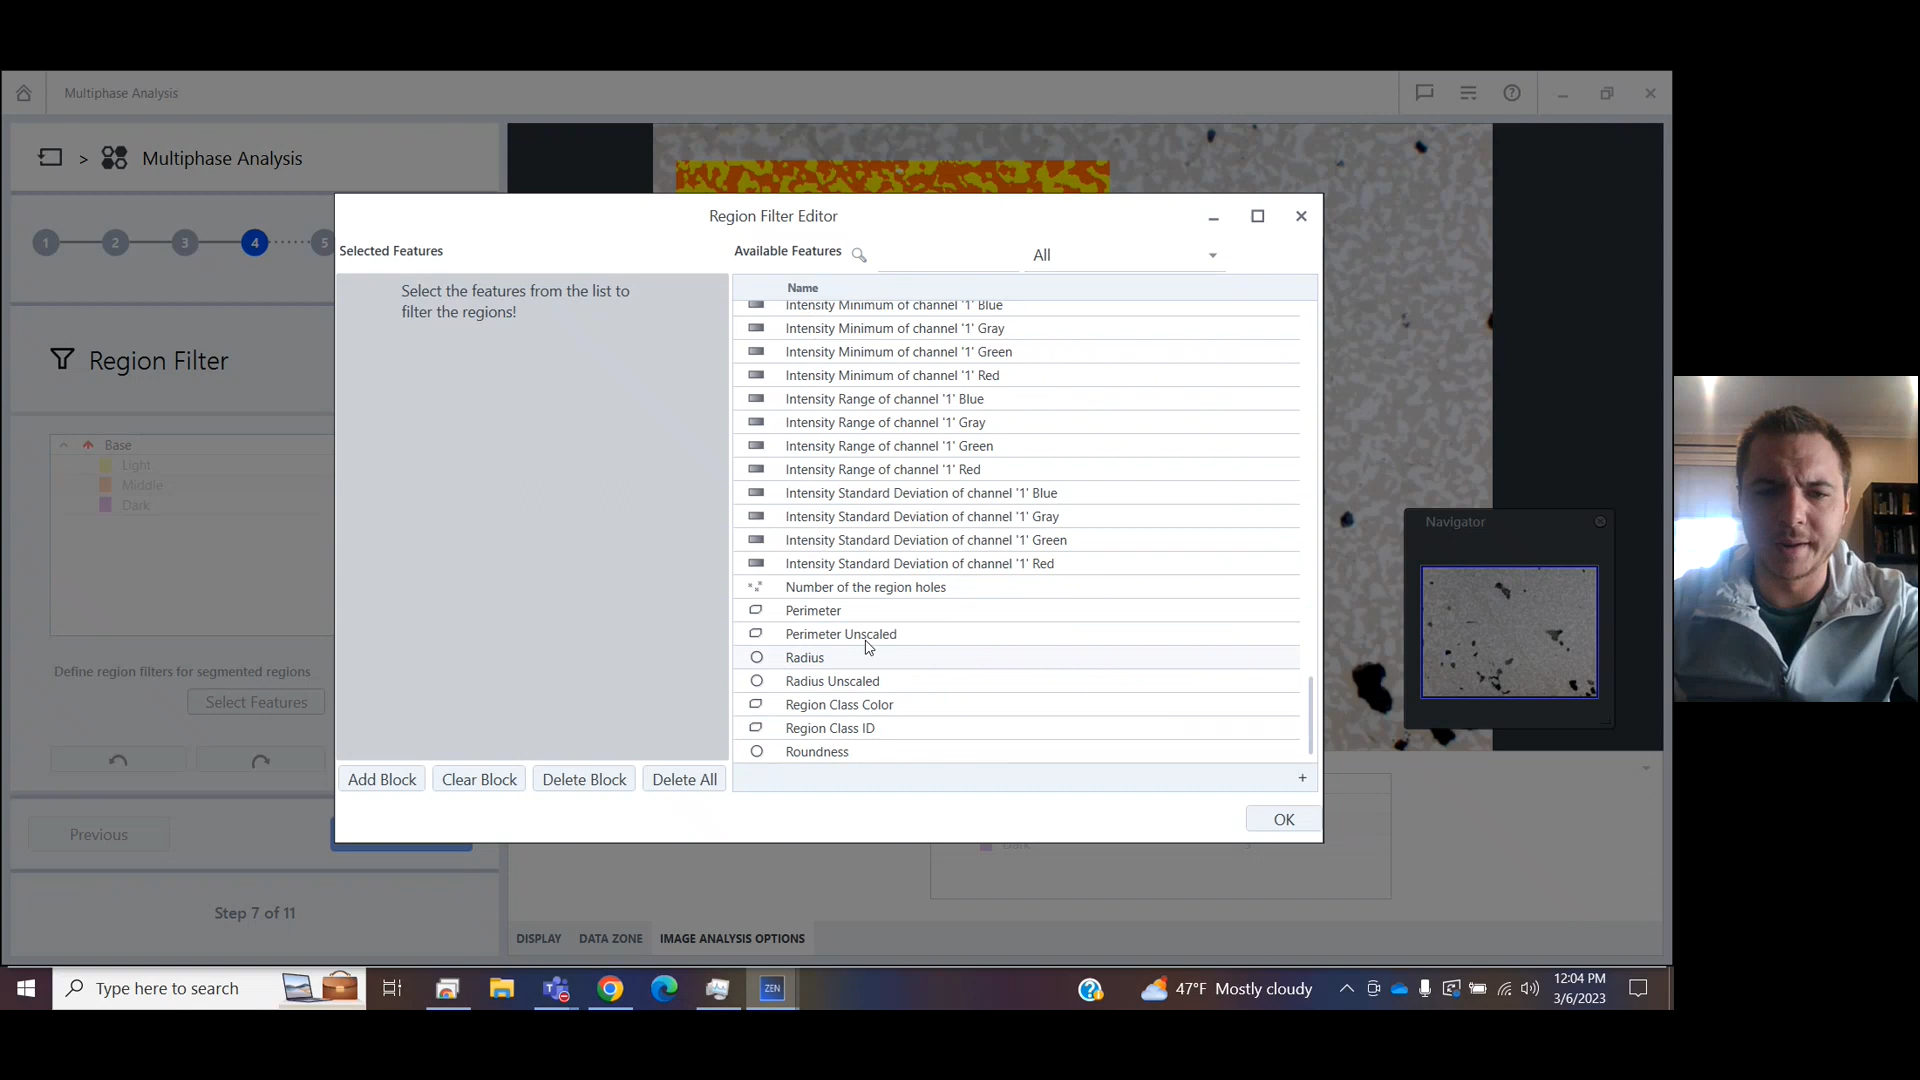 Multiphase Analysis
> Multiphase Analysis
1 2 3 4 5
Region Filter
Base
Light
Middle
Dark
Define region filters for segmented regions
Select Features
Previous
Step 7 of 11
Region Filter Editor
Selected Features
Select the features from the list to
filter the regions!
Add Block Clear Block Delete Block Delete All
Available Features All
Name
Intensity Minimum of channel '1' Blue
Intensity Minimum of channel '1' Gray
Intensity Minimum of channel '1' Green
Intensity Minimum of channel '1' Red
Intensity Range of channel '1' Blue
Intensity Range of channel '1' Gray
Intensity Range of channel '1' Green
Intensity Range of channel '1' Red
Intensity Standard Deviation of channel '1' Blue
Intensity Standard Deviation of channel '1' Gray
Intensity Standard Deviation of channel '1' Green
Intensity Standard Deviation of channel '1' Red
Number of the region holes
Perimeter
Perimeter Unscaled
Radius
Radius Unscaled
Region Class Color
Region Class ID
Roundness
+
OK
Navigator
Dark
DISPLAY DATA ZONE IMAGE ANALYSIS OPTIONS
Type here to search
ZEN
47°F Mostly cloudy
12:04 PM
3/6/2023